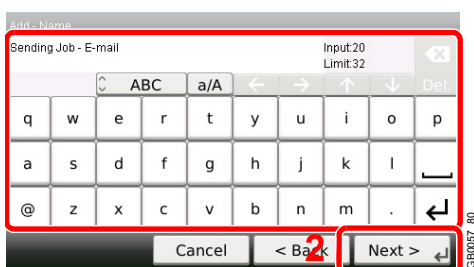 Add - Name
Sending Job - E-mail Input:20
Limit:32
ABC a/A Del.
q w e r t y u i o p
a s d f g h j k l
@ z x c v b n m .
Cancel < Back Next >
2
GB0057_80